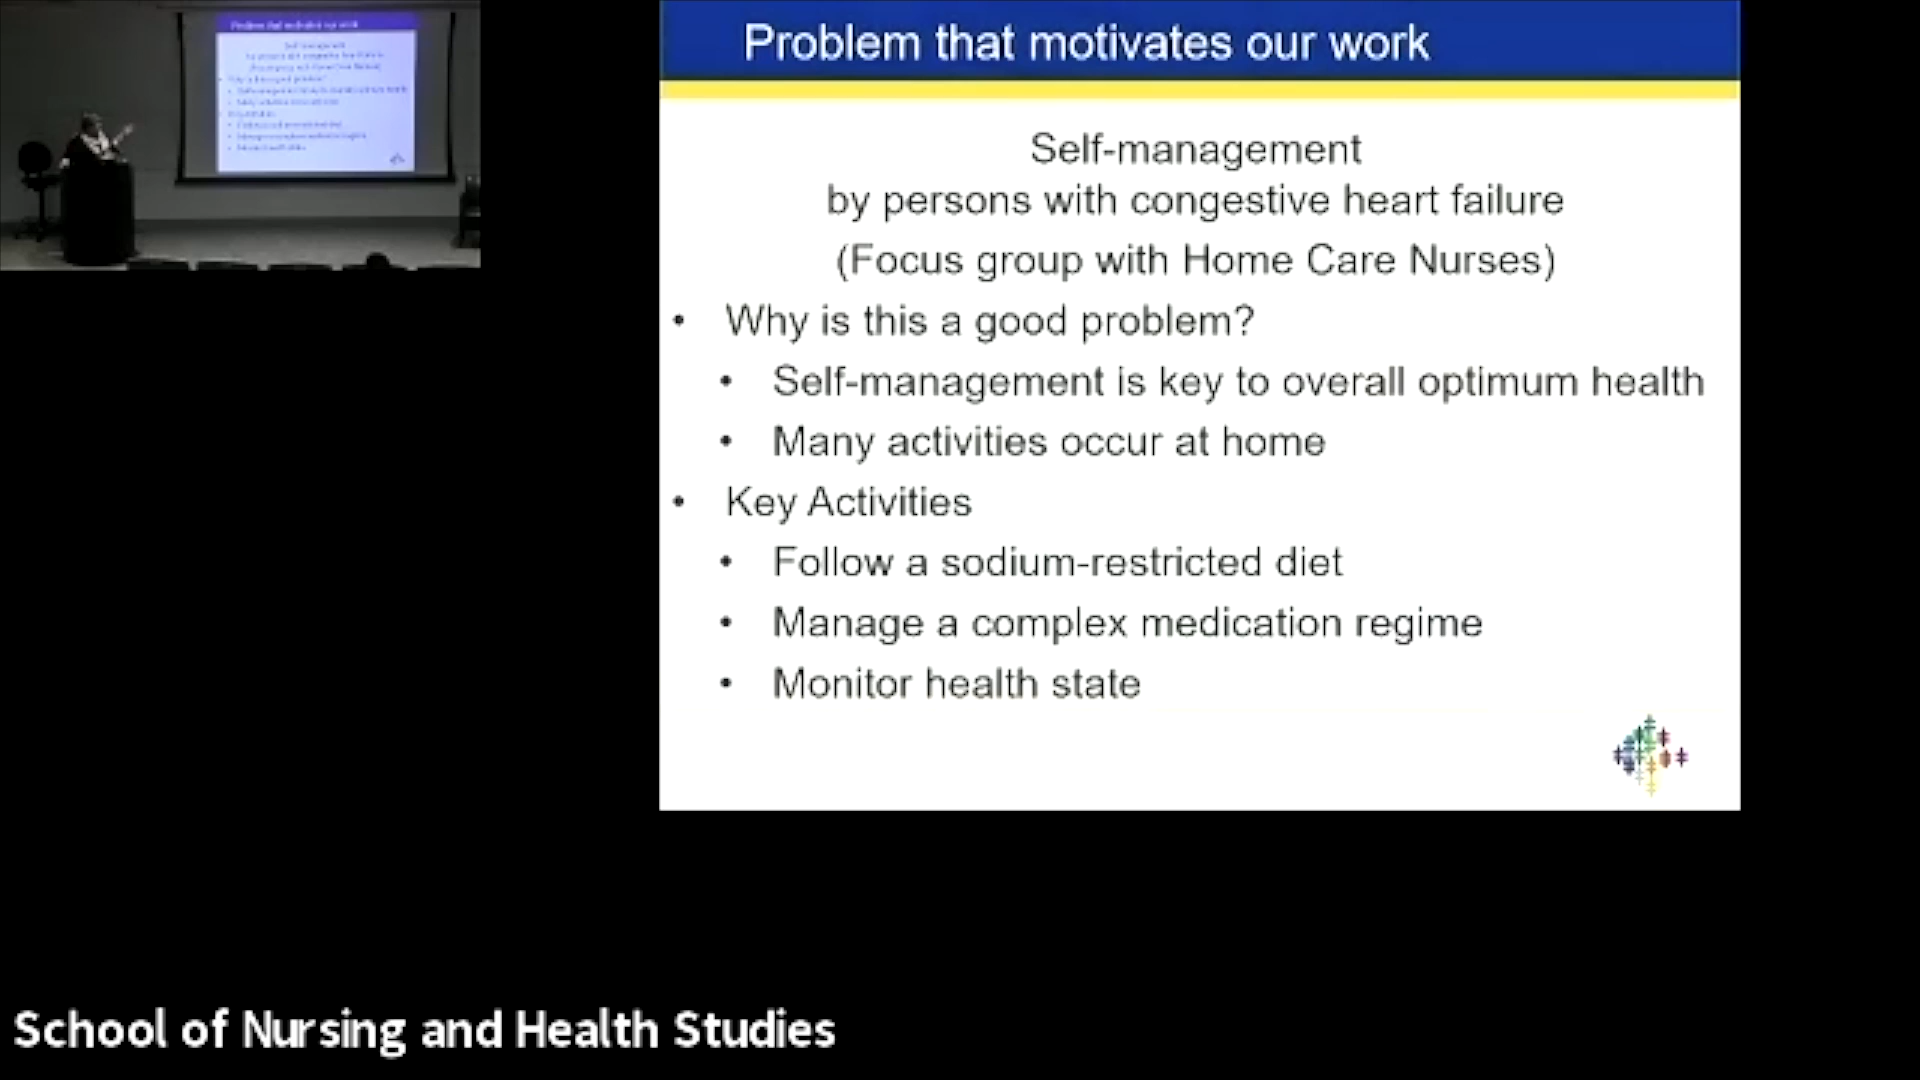 Problem that motivates our work
Self-management
by persons with congestive heart failure
(Focus group with Home Care Nurses)
• Why is this a good problem?
• Self-management is key to overall optimum health
• Many activities occur at home
• Key Activities
• Follow a sodium-restricted diet
• Manage a complex medication regime
• Monitor health state
School of Nursing and Health Studies